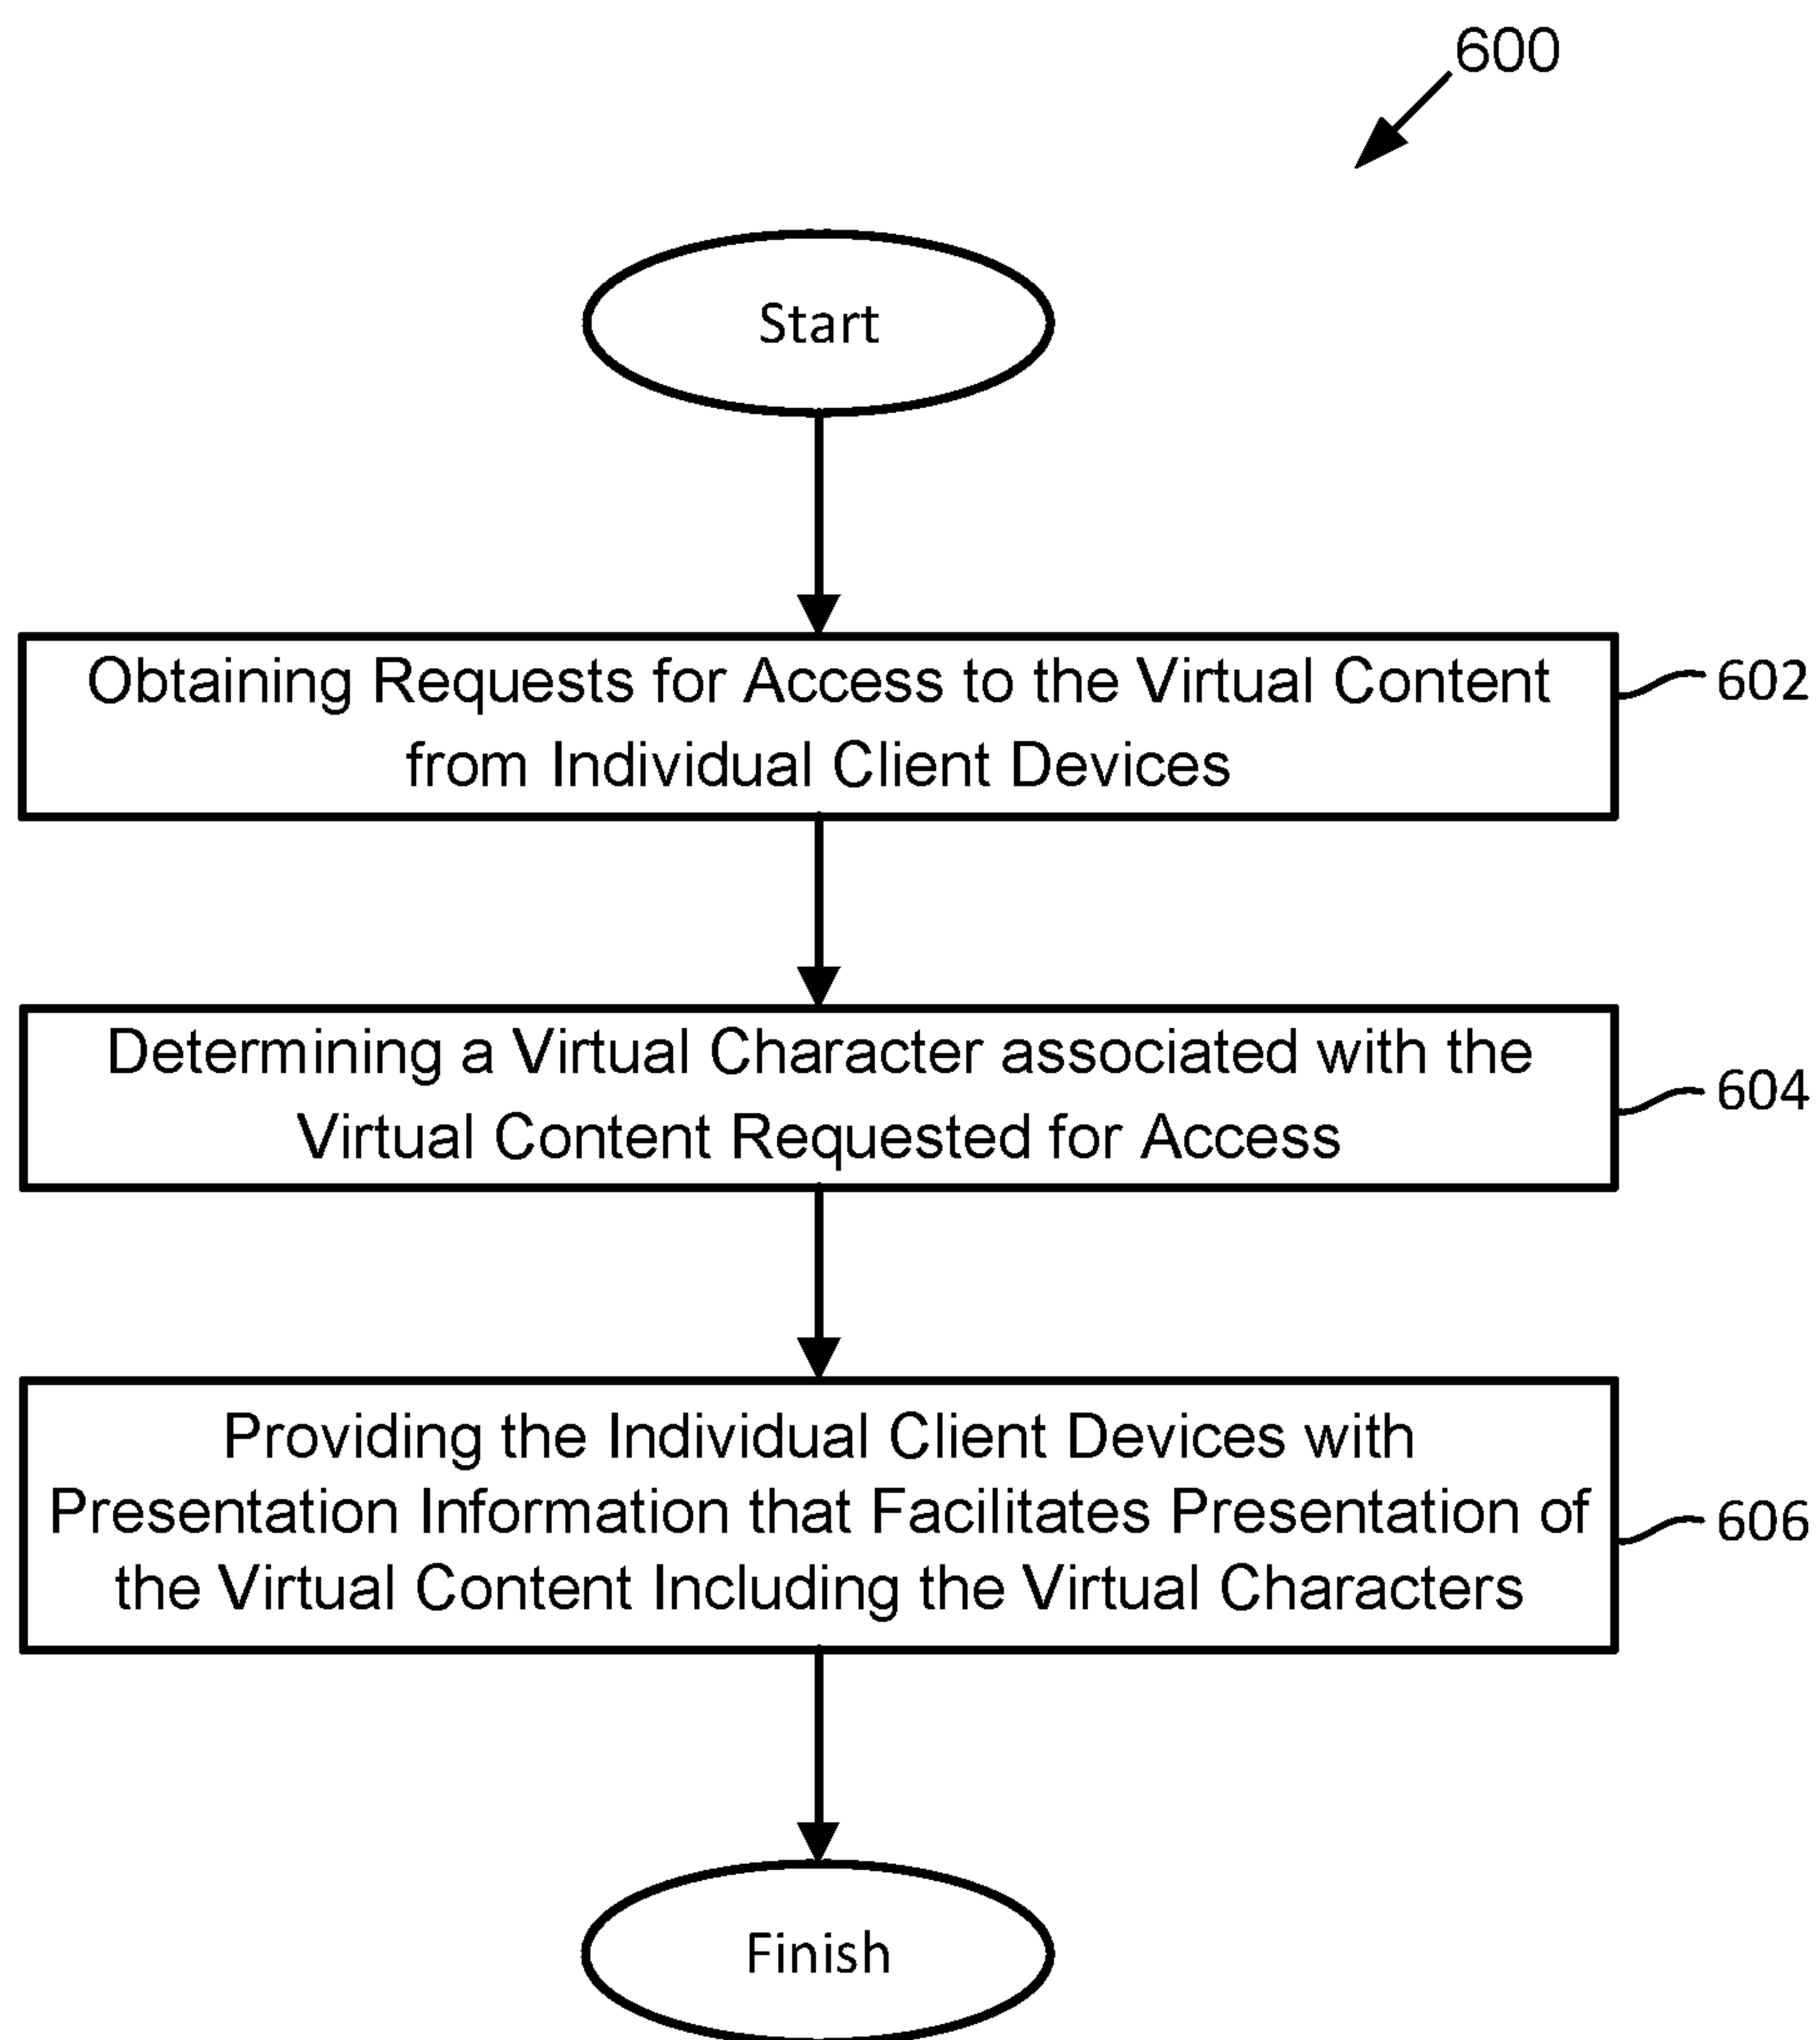 600
Start
Obtaining Requests for Access to the Virtual Content
from Individual Client Devices
602
Determining a Virtual Character associated with the
Virtual Content Requested for Access
604
Providing the Individual Client Devices with
Presentation Information that Facilitates Presentation of
the Virtual Content Including the Virtual Characters
606
Finish